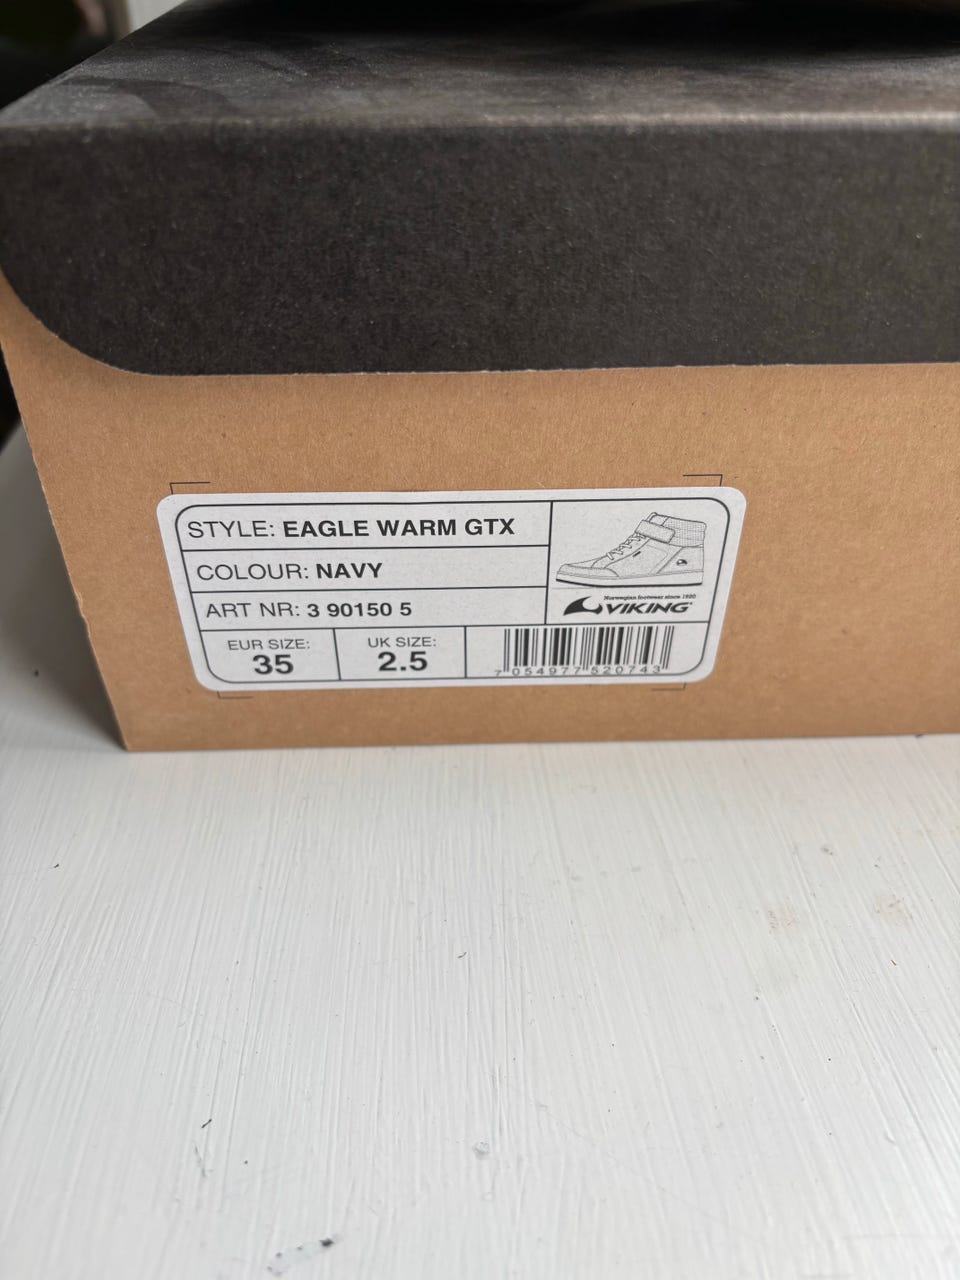 STYLE: EAGLE WARM GTX
COLOUR: NAVY
ART NR: 3 90150 5
Norwegian footwear since 1920
VIKING
EUR SIZE:
35
UK SIZE:
2.5
7 054977 520743